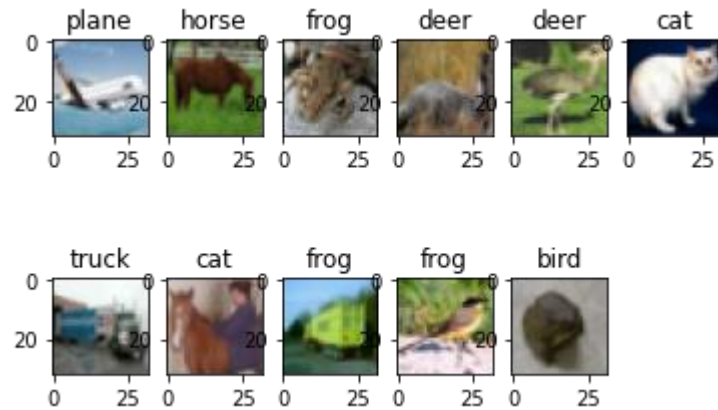 plane horse frog deer deer cat
0 0 0 0 0 0
20 20 20 20 20 20
0 25 0 25 0 25 0 25 0 25 0 25
truck cat frog frog bird
0 0 0 0 0
20 20 20 20 20
0 25 0 25 0 25 0 25 0 25